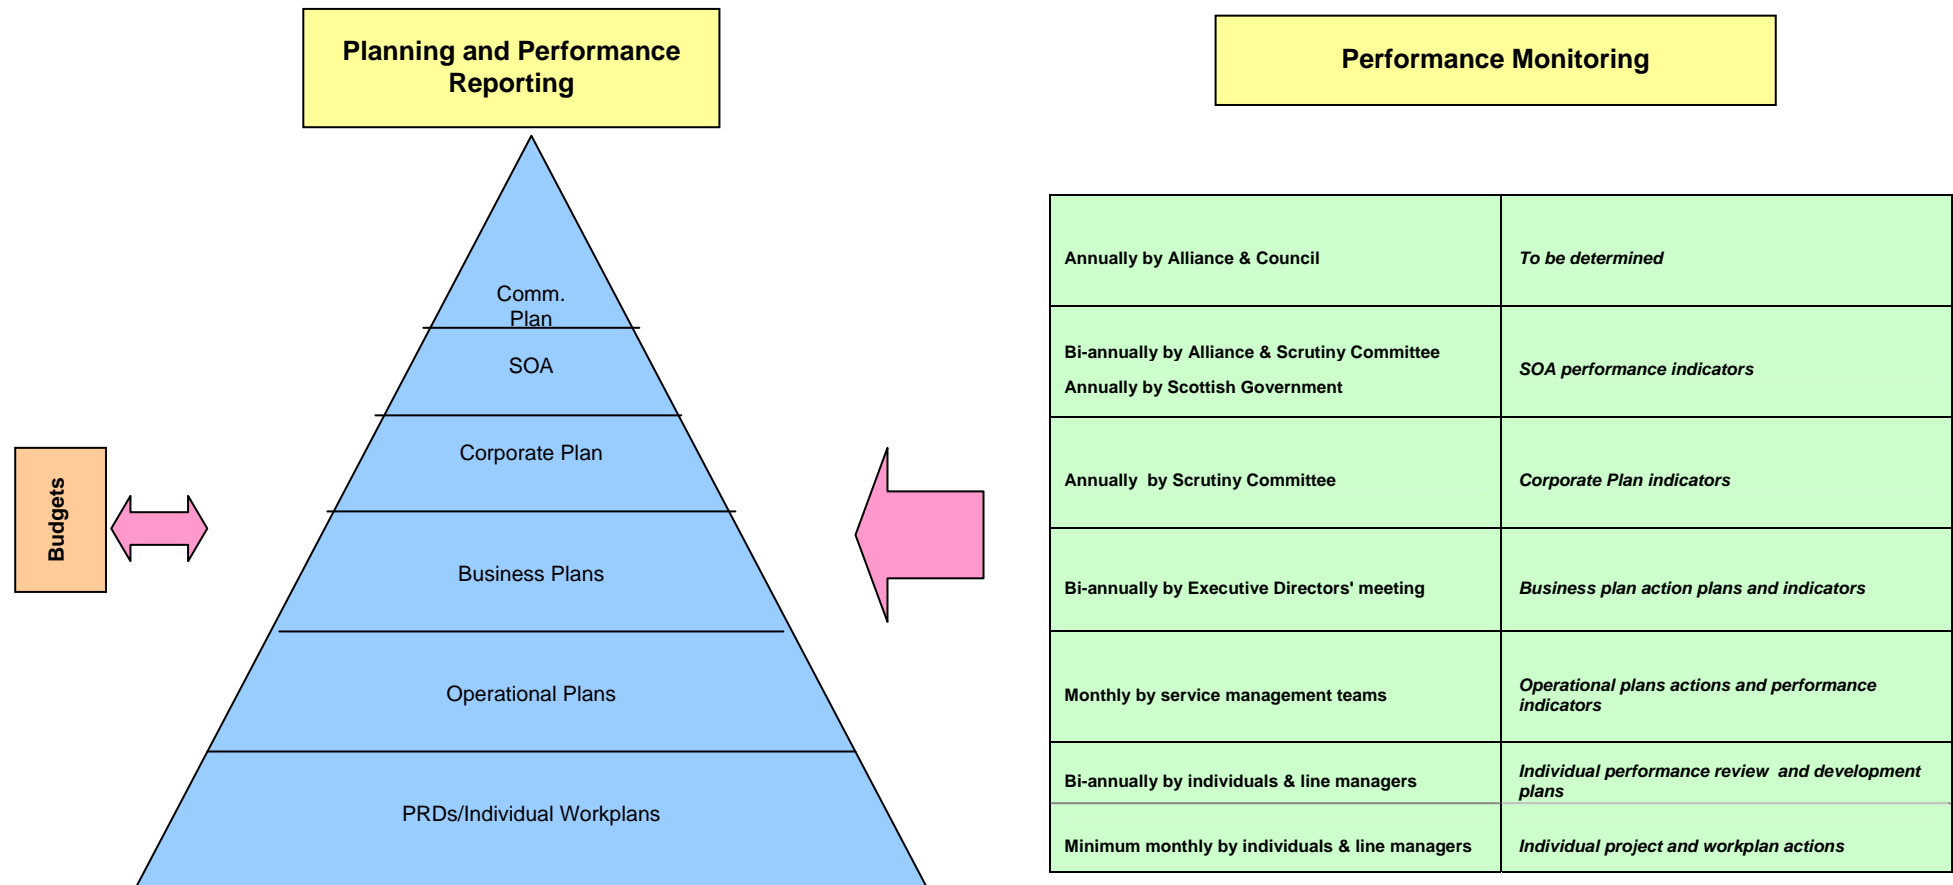 Planning and Performance
Reporting
Performance Monitoring
Comm.
Plan
SOA
Corporate Plan
Business Plans
Operational Plans
PRDs/Individual Workplans
Budgets
Annually by Alliance & Council
To be determined
Bi-annually by Alliance & Scrutiny Committee
Annually by Scottish Government
SOA performance indicators
Annually  by Scrutiny Committee
Corporate Plan indicators
Bi-annually by Executive Directors' meeting
Business plan action plans and indicators
Monthly by service management teams
Operational plans actions and performance
indicators
Bi-annually by individuals & line managers
Individual performance review  and development
plans
Minimum monthly by individuals & line managers
Individual project and workplan actions